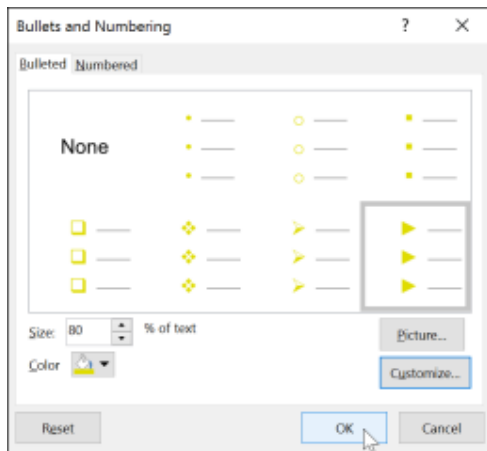 Bullets and Numbering ? ×
Bulleted Numbered
None
Size: 80 % of text
Picture...
Color
Customize...
Reset OK Cancel